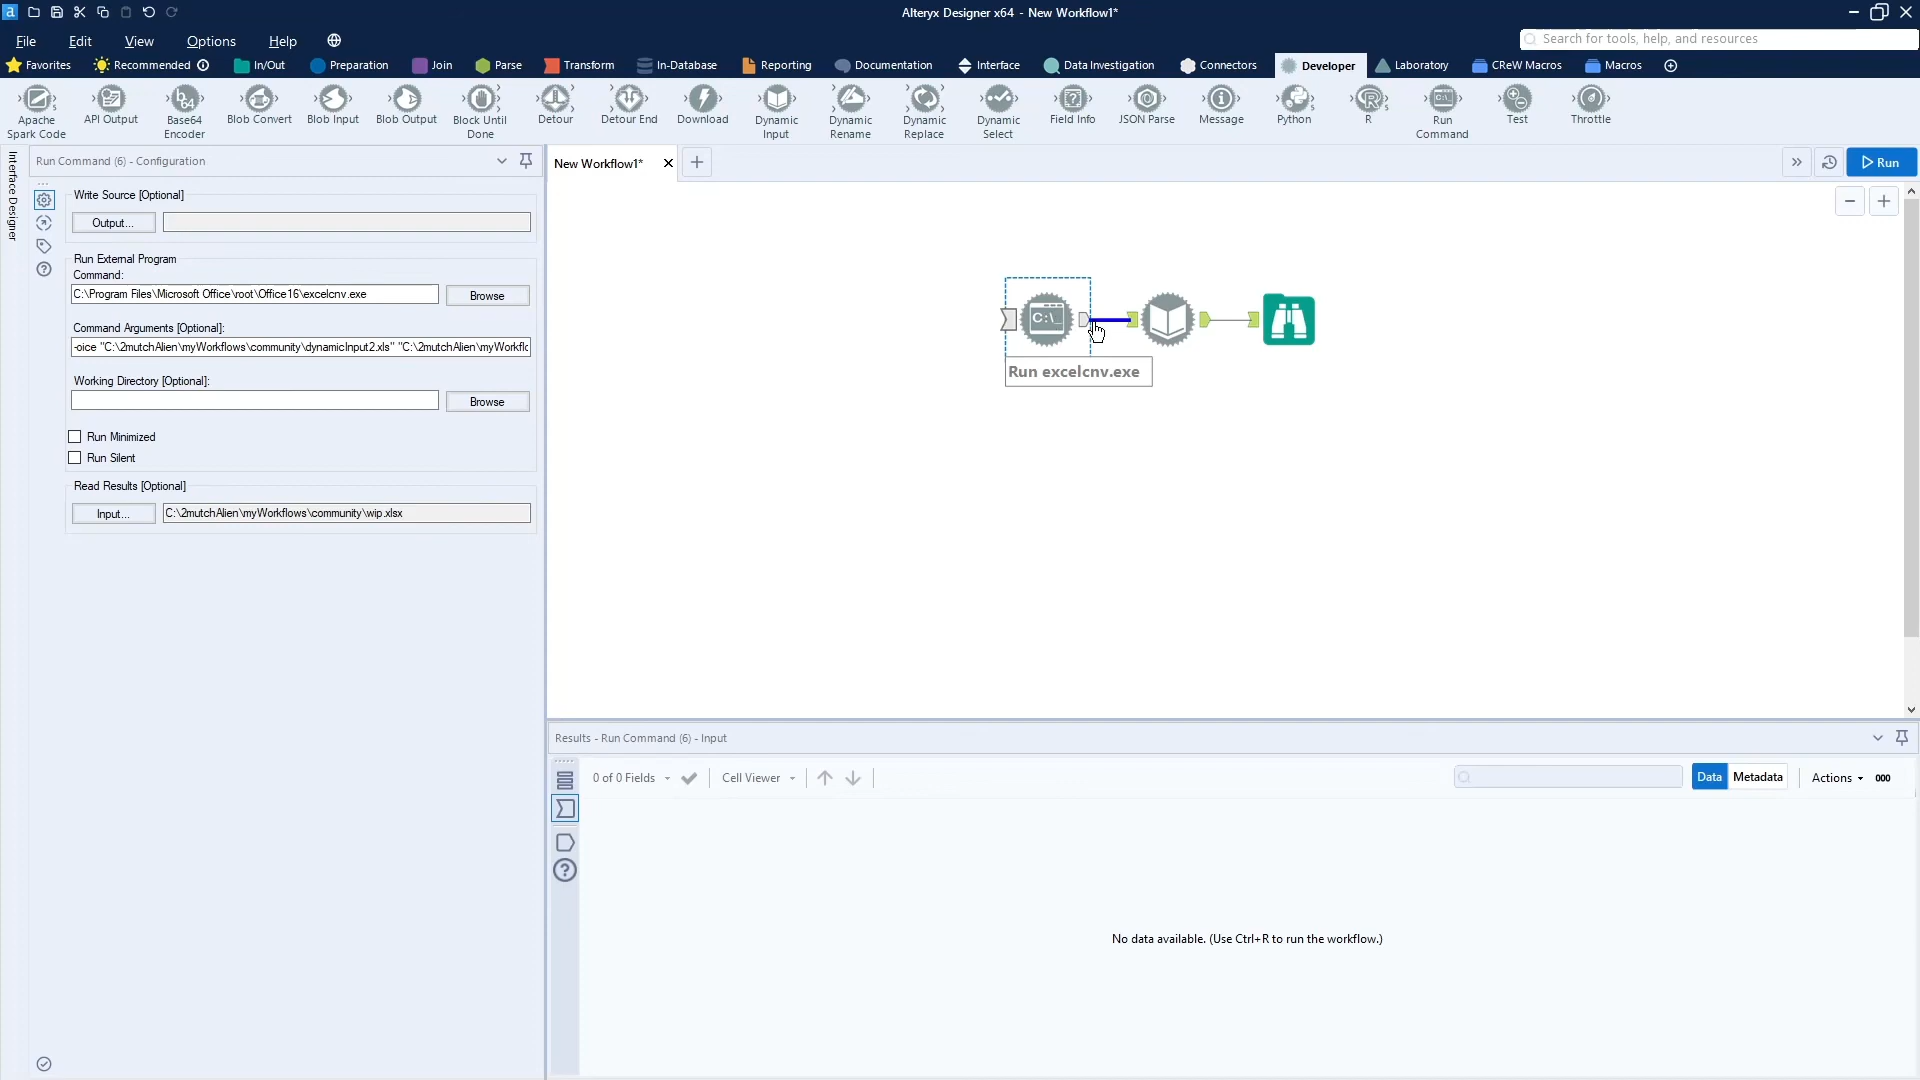 Alteryx Designer x64 - New Workflow1*
File Edit View Options Help
Search for tools, help, and resources
Favorites Recommended In/Out Preparation Join Parse Transform In-Database Reporting Documentation Interface Data Investigation Connectors Developer Laboratory CReW Macros Macros
Apache Spark Code
API Output
Base64 Encoder
Blob Convert
Blob Input
Blob Output
Block Until Done
Detour
Detour End
Download
Dynamic Input
Dynamic Rename
Dynamic Replace
Dynamic Select
Field Info
JSON Parse
Message
Python
R
Run Command
Test
Throttle
Interface Designer
Run Command (6) - Configuration
Write Source [Optional]
Output...
Run External Program
Command:
C:\Program Files\Microsoft Office\root\Office16\excelcnv.exe
Browse
Command Arguments [Optional]:
-oice "C:\2mutchAlien\myWorkflows\community\dynamicInput2.xls" "C:\2mutchAlien\myWorkflo
Working Directory [Optional]:
Browse
Run Minimized
Run Silent
Read Results [Optional]
Input...
C:\2mutchAlien\myWorkflows\community\wip.xlsx
New Workflow1*
Run
C:\_
Run excelcnv.exe
Results - Run Command (6) - Input
0 of 0 Fields
Cell Viewer
Data Metadata
Actions
000
No data available. (Use Ctrl+R to run the workflow.)